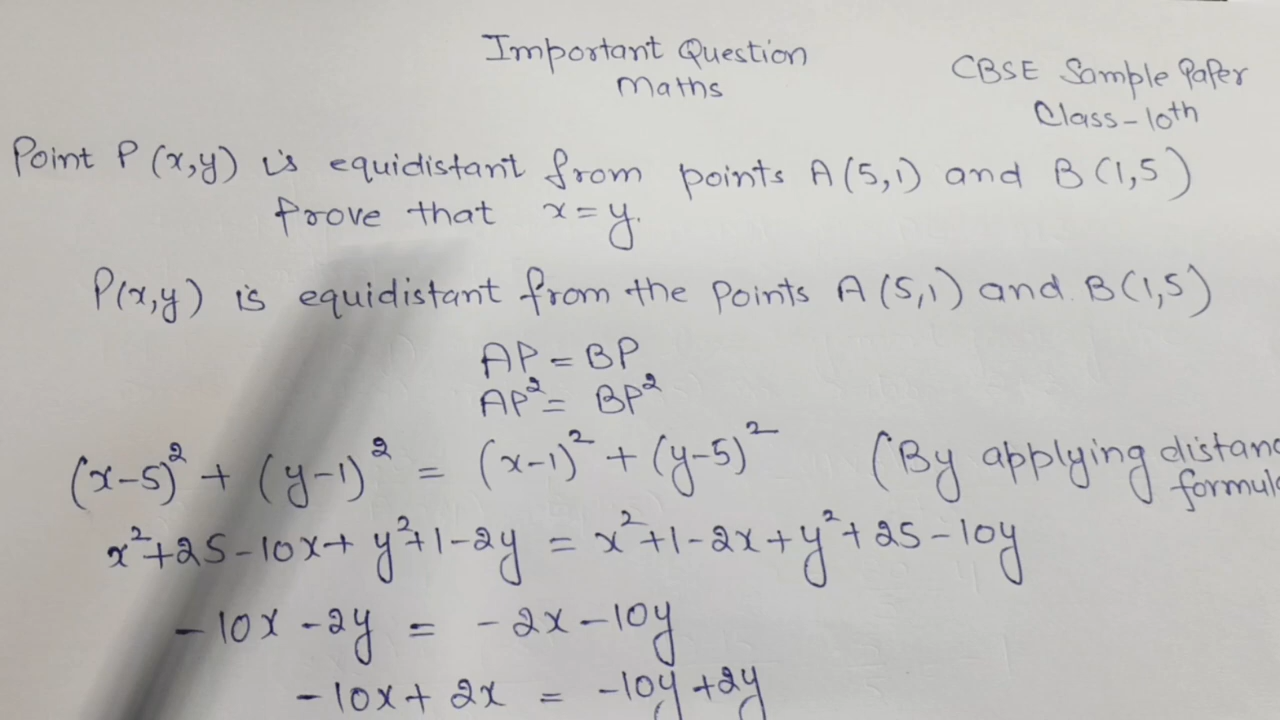 Important Question
Maths
CBSE Sample Paper
Class-10th
Point P (x,y) is equidistant from points A (5,1) and B (1,5)
Prove that x=y.
P(x,y) is equidistant from the points A (5,1) and B (1,5)
AP = BP
AP² = BP²
(x-5)² + (y-1)² = (x-1)² + (y-5)² (By applying distanc
formula
x²+25-10x+y²+1-2y = x²+1-2x+y²+25-10y
-10x -2y = -2x-10y
-10x+2x = -10y+2y